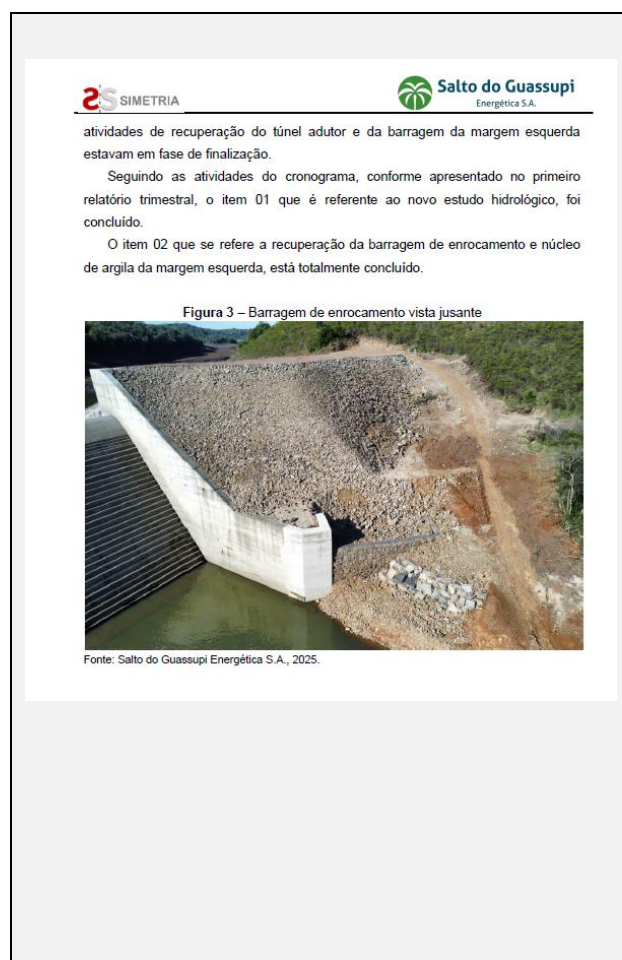 SIMETRIA
Salto do Guassupi
Energética S.A.
atividades de recuperação do túnel adutor e da barragem da margem esquerda
estavam em fase de finalização.
Seguindo as atividades do cronograma, conforme apresentado no primeiro
relatório trimestral, o item 01 que é referente ao novo estudo hidrológico, foi
concluído.
O item 02 que se refere a recuperação da barragem de enrocamento e núcleo
de argila da margem esquerda, está totalmente concluído.
Figura 3 – Barragem de enrocamento vista jusante
Fonte: Salto do Guassupi Energética S.A., 2025.